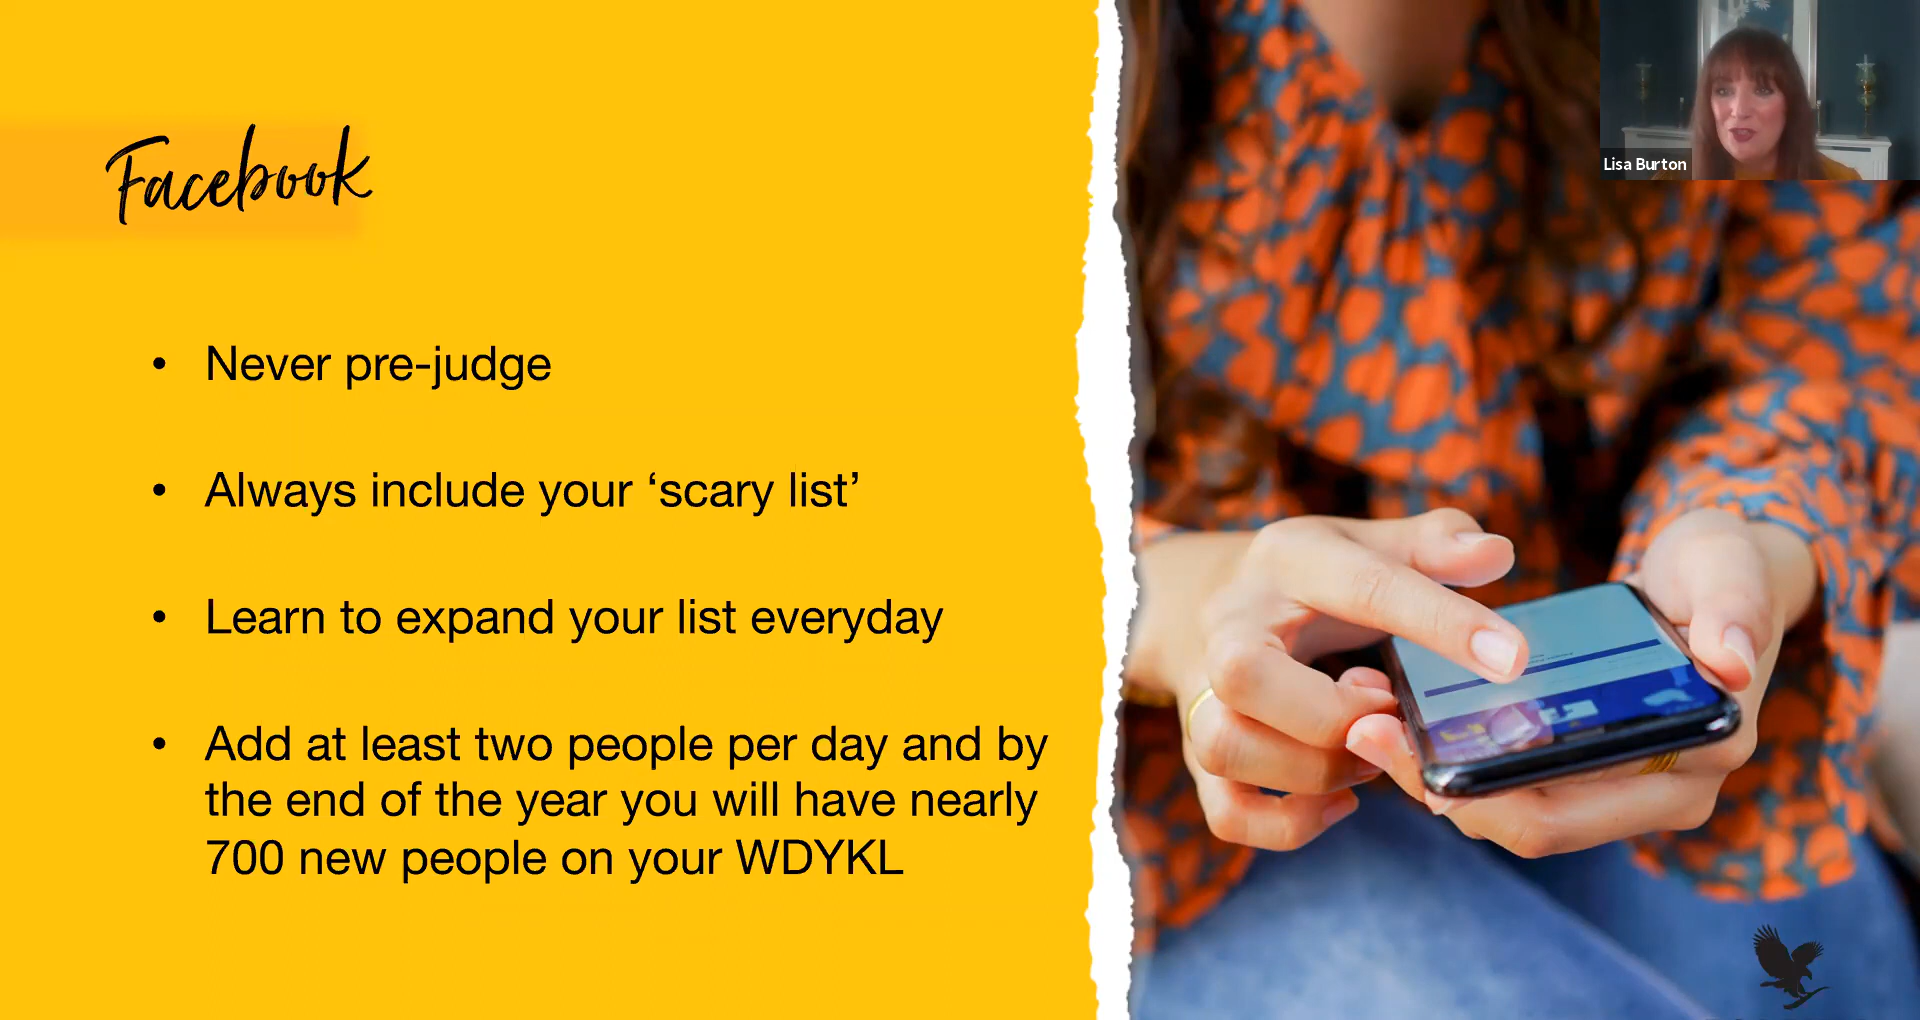 Facebook
Lisa Burton
• Never pre-judge
• Always include your ‘scary list’
• Learn to expand your list everyday
• Add at least two people per day and by
the end of the year you will have nearly
700 new people on your WDYKL